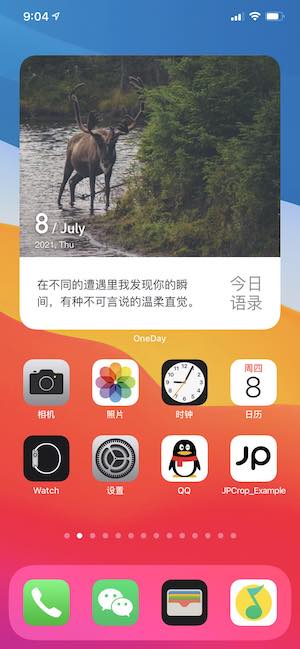 9:04
8 / July
2021, Thu
在不同的遭遇里我发现你的瞬
间，有种不可言说的温柔直觉。
今日
语录
OneDay
相机
照片
时钟
周四
8
日历
Watch
设置
QQ
JP
JPCrop_Example